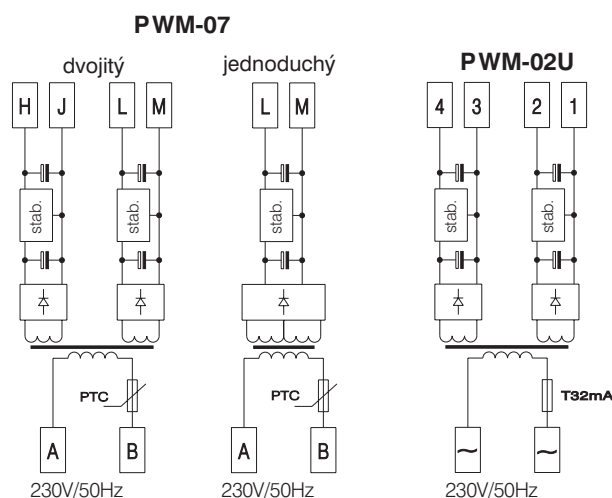 PWM-07
dvojitý jednoduchý PWM-02U
H J L M L M 4 3 2 1
stab. stab. stab. stab. stab.
PTC PTC T32mA
A B A B ~ ~
230V/50Hz 230V/50Hz 230V/50Hz